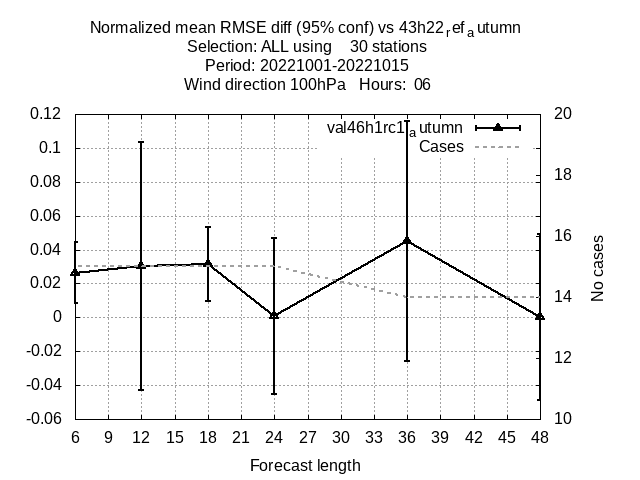 Normalized mean RMSE diff (95% conf) vs 43h22refautumn
Selection: ALL using 30 stations
Period: 20221001-20221015
Wind direction 100hPa Hours: 06
val46h1rc1autumn
Cases
0.12
0.1
0.08
0.06
0.04
0.02
0
-0.02
-0.04
-0.06
20
18
16
14
12
10
No cases
6 9 12 15 18 21 24 27 30 33 36 39 42 45 48
Forecast length